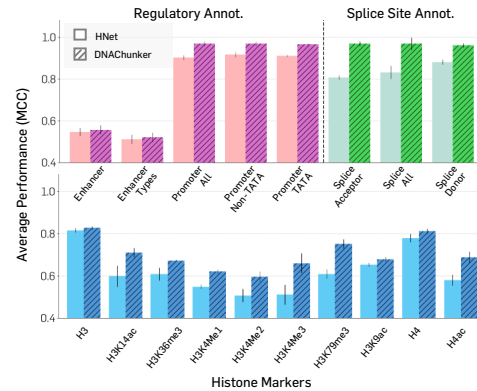 Regulatory Annot.
Splice Site Annot.
HNet
DNAChunker
1.0
0.8
0.6
0.4
Enhancer
Enhancer
Types
Promoter
All
Promoter
Non-TATA
Promoter
TATA
Splice
Acceptor
Splice
All
Splice
Donor
Average Performance (MCC)
1.0
0.8
0.6
0.4
H3
H3K14ac
H3K36me3
H3K4Me1
H3K4Me2
H3K4Me3
H3K79me3
H3K9ac
H4
H4ac
Histone Markers